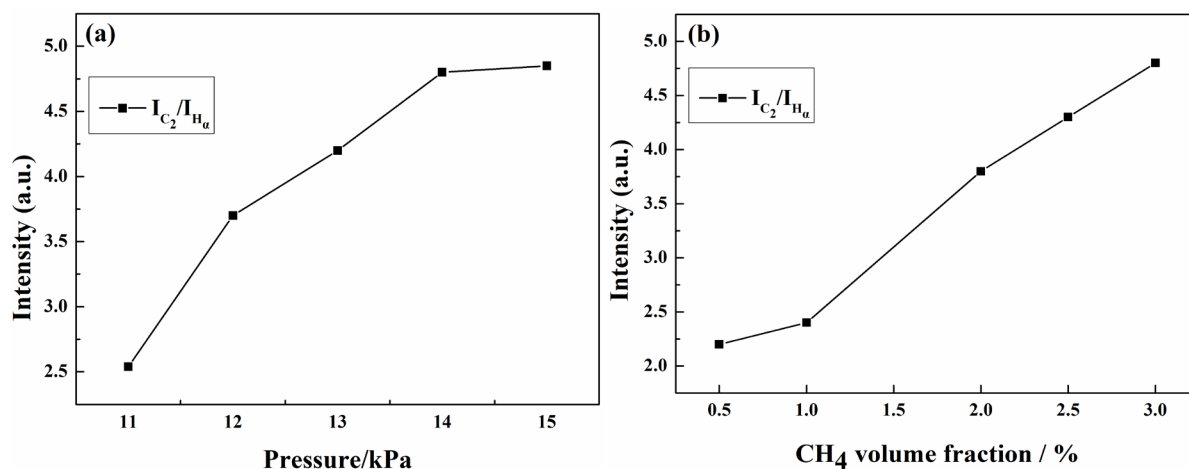 (a)
5.0
4.5
4.0
3.5
3.0
2.5
I_C2/I_Hα
Intensity (a.u.)
11 12 13 14 15
Pressure/kPa
(b)
5.0
4.5
4.0
3.5
3.0
2.5
2.0
I_C2/I_Hα
Intensity (a.u.)
0.5 1.0 1.5 2.0 2.5 3.0
CH4 volume fraction / %